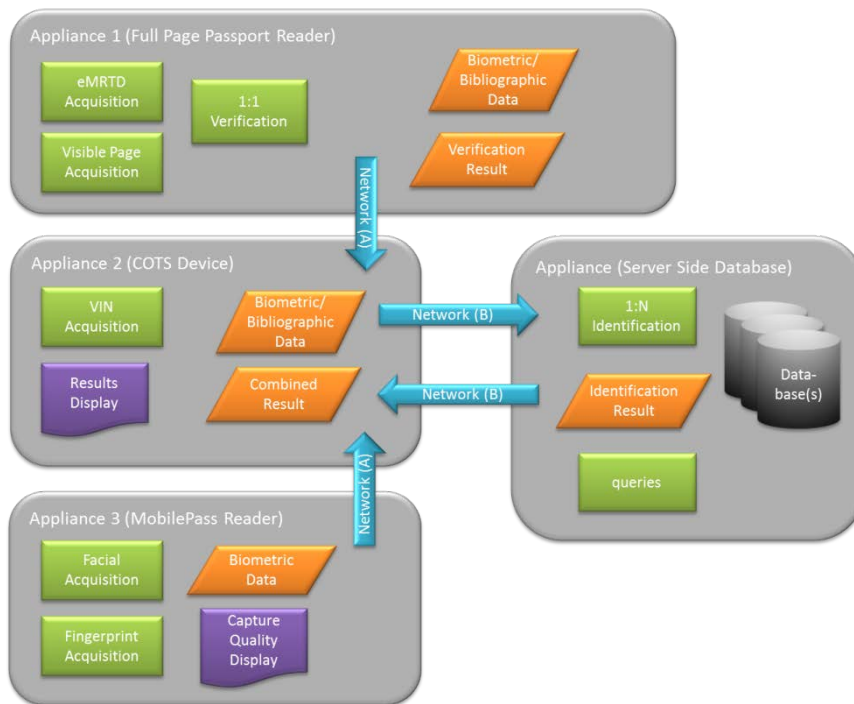 Appliance 1 (Full Page Passport Reader)
eMRTD
Acquisition
1:1
Verification
Biometric/
Bibliographic
Data
Visible Page
Acquisition
Verification
Result
Network (A)
Appliance 2 (COTS Device)
VIN
Acquisition
Biometric/
Bibliographic
Data
Results
Display
Combined
Result
Network (B)
Network (B)
Appliance (Server Side Database)
1:N
Identification
Identification
Result
Data-
base(s)
queries
Network (A)
Appliance 3 (MobilePass Reader)
Facial
Acquisition
Biometric
Data
Fingerprint
Acquisition
Capture
Quality
Display